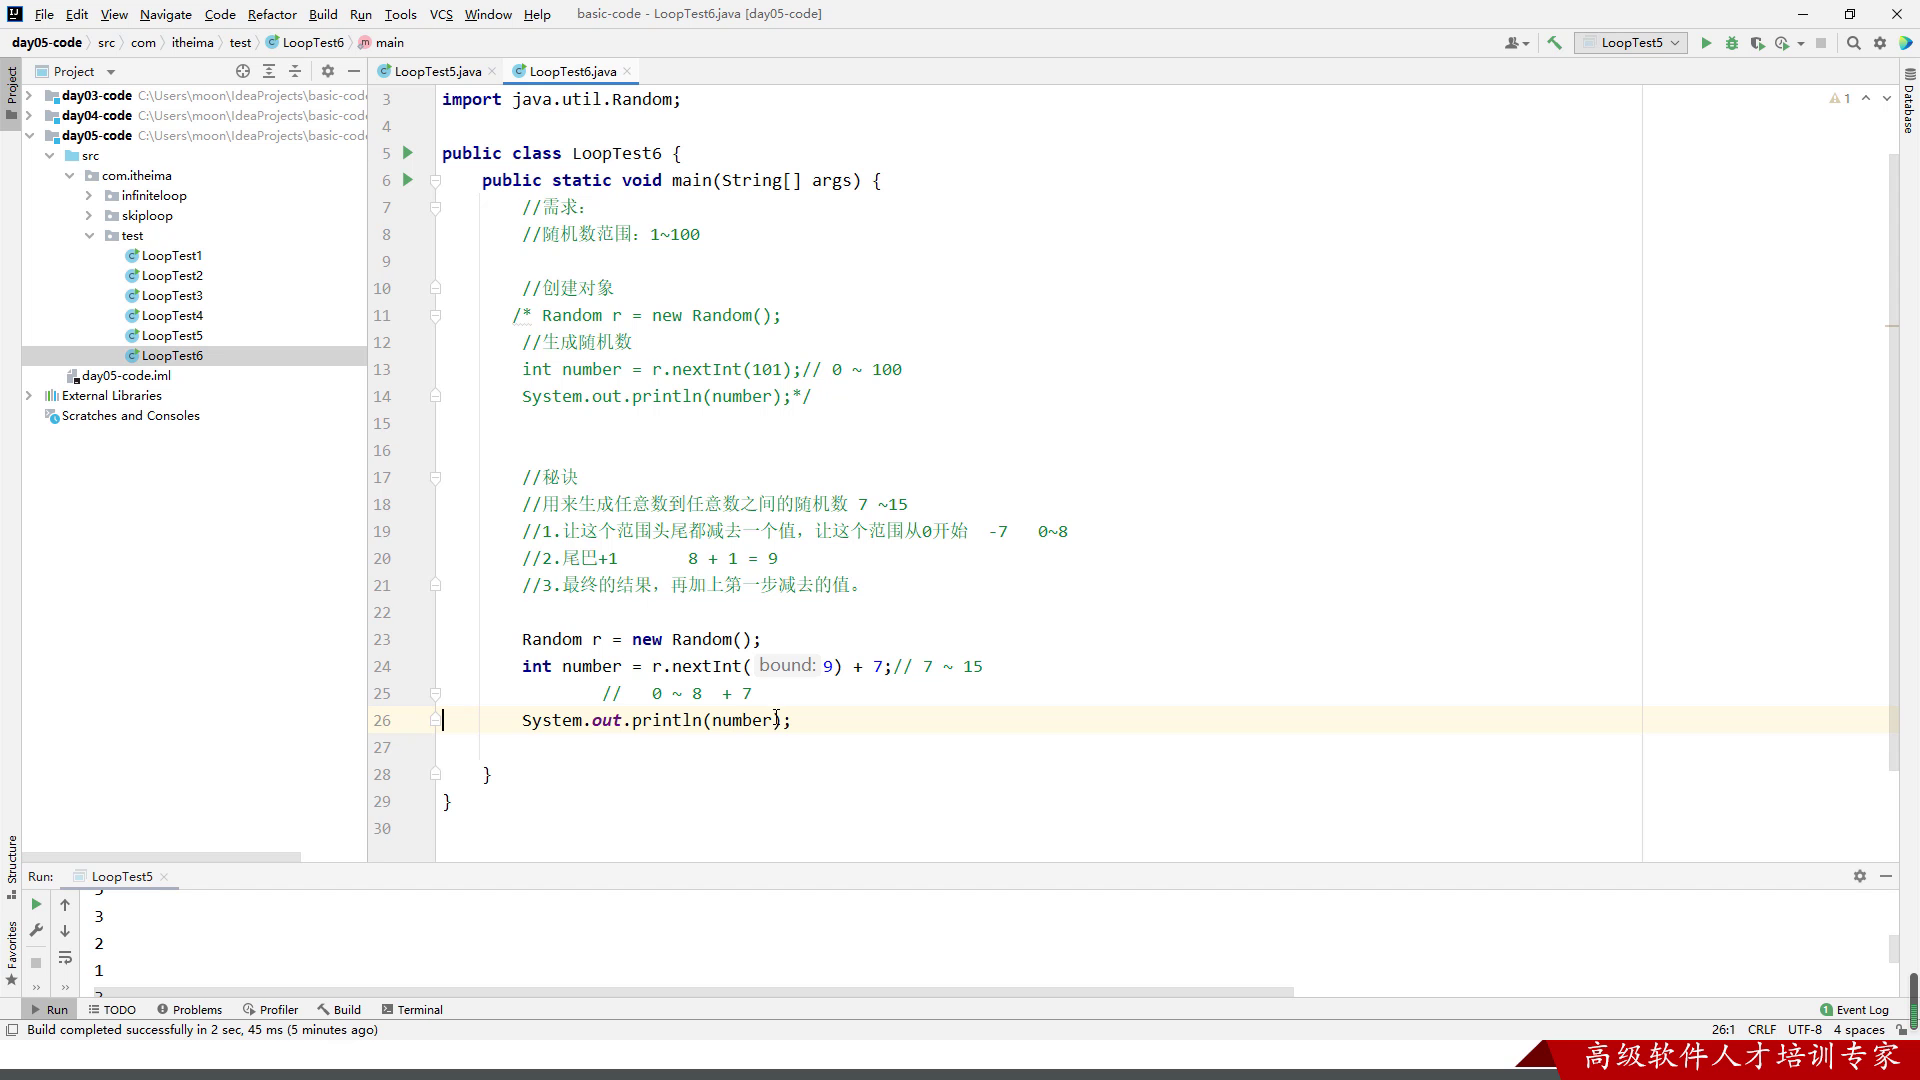 File Edit View Navigate Code Refactor Build Run Tools VCS Window Help basic-code - LoopTest6.java [day05-code]
day05-code src com itheima test LoopTest6 main LoopTest5
Project LoopTest5.java LoopTest6.java
Project
day03-code C:\Users\moon\IdeaProjects\basic-code
day04-code C:\Users\moon\IdeaProjects\basic-code
day05-code C:\Users\moon\IdeaProjects\basic-code
src
com.itheima
infiniteloop
skiploop
test
LoopTest1
LoopTest2
LoopTest3
LoopTest4
LoopTest5
LoopTest6
day05-code.iml
External Libraries
Scratches and Consoles
3 import java.util.Random;
4
5 public class LoopTest6 {
6 public static void main(String[] args) {
7 //需求：
8 //随机数范围：1~100
9
10 //创建对象
11 /* Random r = new Random();
12 //生成随机数
13 int number = r.nextInt(101);// 0 ~ 100
14 System.out.println(number);*/
15
16
17 //秘诀
18 //用来生成任意数到任意数之间的随机数 7 ~15
19 //1.让这个范围头尾都减去一个值，让这个范围从0开始 -7 0~8
20 //2.尾巴+1 8 + 1 = 9
21 //3.最终的结果，再加上第一步减去的值。
22
23 Random r = new Random();
24 int number = r.nextInt( bound: 9) + 7;// 7 ~ 15
25 // 0 ~ 8 + 7
26 System.out.println(number);
27
28 }
29 }
30
1
Database
Structure
Favorites
Run: LoopTest5
3
2
1
Run TODO Problems Profiler Build Terminal 1 Event Log
Build completed successfully in 2 sec, 45 ms (5 minutes ago) 26:1 CRLF UTF-8 4 spaces
高级软件人才培训专家